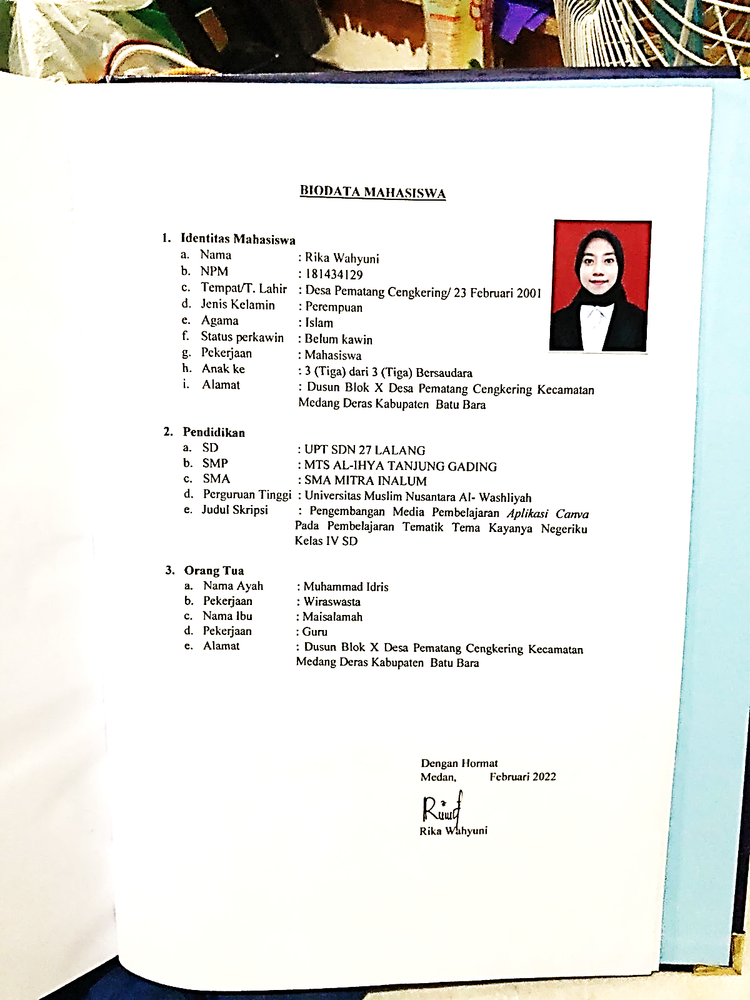 BIODATA MAHASISWA
1. Identitas Mahasiswa
a. Nama : Rika Wahyuni
b. NPM : 181434129
c. Tempat/T. Lahir : Desa Pematang Cengkering/ 23 Februari 2001
d. Jenis Kelamin : Perempuan
e. Agama : Islam
f. Status perkawin : Belum kawin
g. Pekerjaan : Mahasiswa
h. Anak ke : 3 (Tiga) dari 3 (Tiga) Bersaudara
i. Alamat : Dusun Blok X Desa Pematang Cengkering Kecamatan
Medang Deras Kabupaten Batu Bara
2. Pendidikan
a. SD : UPT SDN 27 LALANG
b. SMP : MTS AL-IHYA TANJUNG GADING
c. SMA : SMA MITRA INALUM
d. Perguruan Tinggi : Universitas Muslim Nusantara Al- Washliyah
e. Judul Skripsi : Pengembangan Media Pembelajaran Aplikasi Canva
Pada Pembelajaran Tematik Tema Kayanya Negeriku
Kelas IV SD
3. Orang Tua
a. Nama Ayah : Muhammad Idris
b. Pekerjaan : Wiraswasta
c. Nama Ibu : Maisalamah
d. Pekerjaan : Guru
e. Alamat : Dusun Blok X Desa Pematang Cengkering Kecamatan
Medang Deras Kabupaten Batu Bara
Dengan Hormat
Medan, Februari 2022
Rika Wahyuni